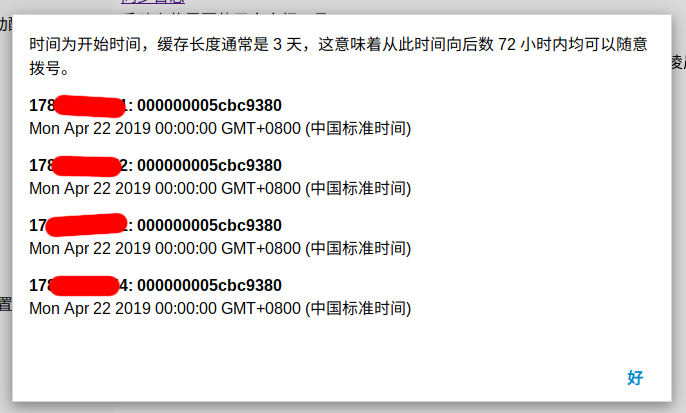 时间为开始时间，缓存长度通常是 3 天，这意味着从此时间向后数 72 小时内均可以随意
拨号。
178 1: 000000005cbc9380
Mon Apr 22 2019 00:00:00 GMT+0800 (中国标准时间)
178 2: 000000005cbc9380
Mon Apr 22 2019 00:00:00 GMT+0800 (中国标准时间)
17 : 000000005cbc9380
Mon Apr 22 2019 00:00:00 GMT+0800 (中国标准时间)
178 4: 000000005cbc9380
Mon Apr 22 2019 00:00:00 GMT+0800 (中国标准时间)
置
好